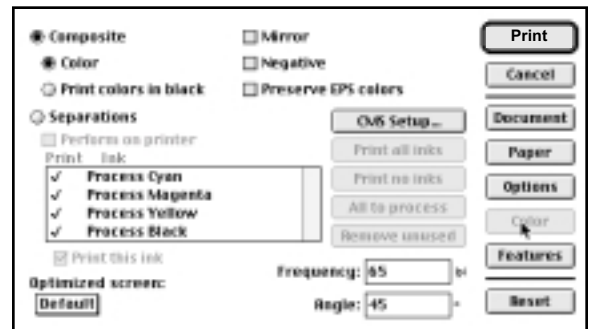 Composite
Color
Print colors in black
Separations
Perform on printer
Print Ink
✓ Process Cyan
✓ Process Magenta
✓ Process Yellow
✓ Process Black
Print this ink
Optimized screen:
Default
Mirror
Negative
Preserve EPS colors
CMS Setup...
Print all inks
Print no inks
All to process
Remove unused
Frequency: 65
Angle: 45 °
Print
Cancel
Document
Paper
Options
Color
Features
Reset